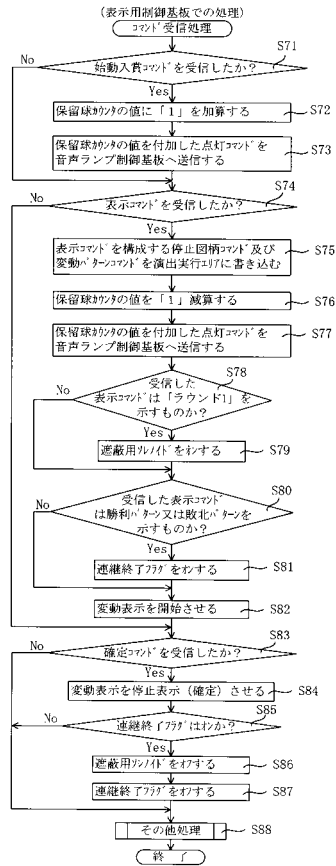 (表示用制御基板での処理)
コマンド受信処理
S71
始動入賞コマンドを受信したか?
No
Yes
保留球カウンタの値に「1」を加算する
S72
保留球カウンタの値を付加した点灯コマンドを
音声ランプ制御基板へ送信する
S73
S74
表示コマンドを受信したか?
No
Yes
表示コマンドを構成する停止図柄コマンド及び
変動パターンコマンドを演出実行エリアに書き込む
S75
保留球カウンタの値を「1」減算する
S76
保留球カウンタの値を付加した点灯コマンドを
音声ランプ制御基板へ送信する
S77
S78
受信した
表示コマンドは「ラウンド1」を
示すものか?
No
Yes
遮蔽用ソレノイドをオンする
S79
S80
受信した表示コマンド
は勝利パターン又は敗北パターンを
示すものか?
No
Yes
連継終了フラグをオンする
S81
変動表示を開始させる
S82
S83
確定コマンドを受信したか?
No
Yes
変動表示を停止表示(確定)させる
S84
S85
連継終了フラグはオンか?
No
Yes
遮蔽用ソレノイドをオフする
S86
連継終了フラグをオフする
S87
その他処理
S88
終 了